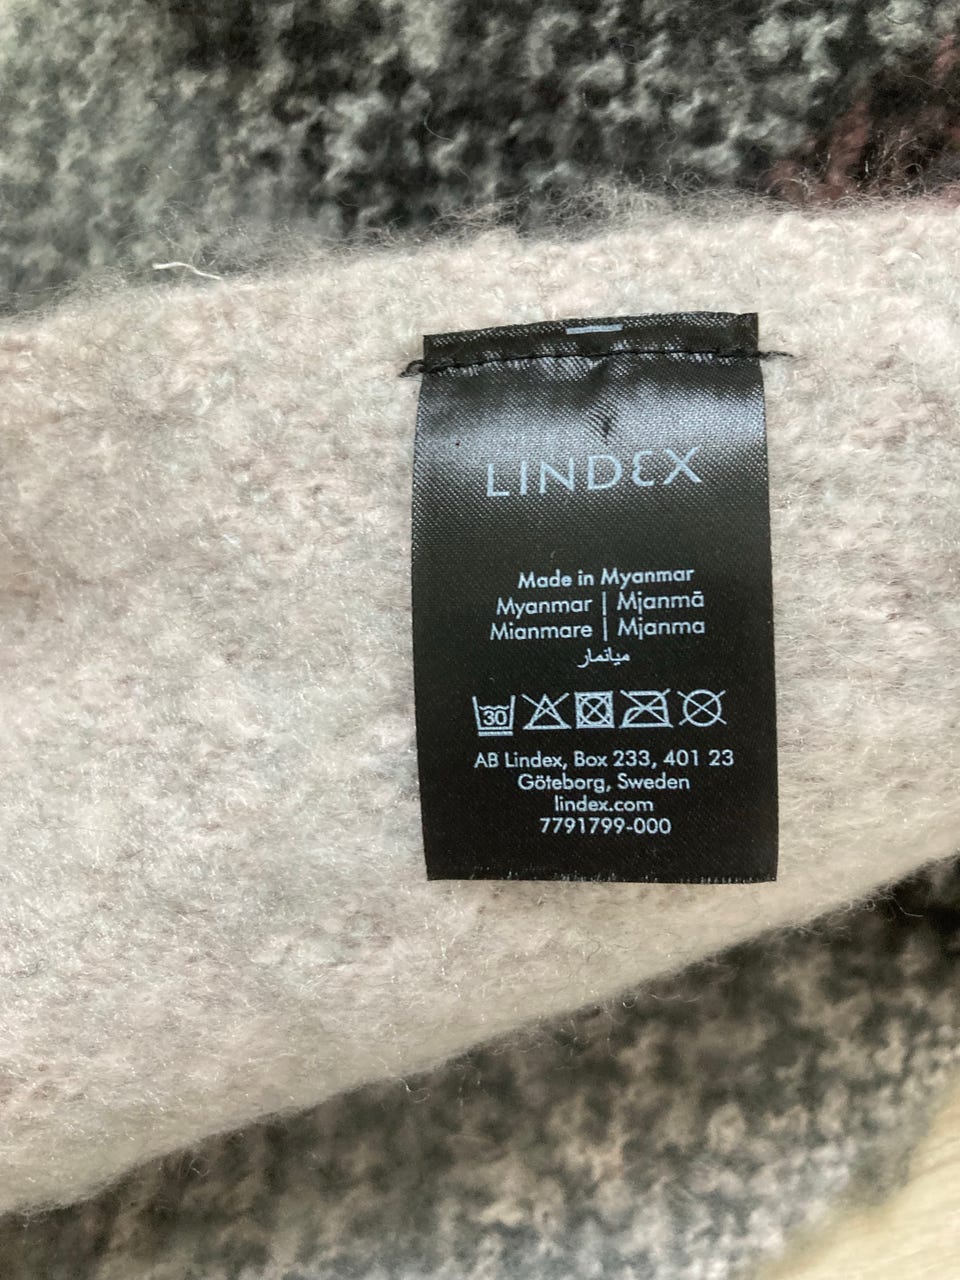 LINDEX
Made in Myanmar
Myanmar | Mjanmā
Mianmare | Mjanma
ميانمار
30
AB Lindex, Box 233, 401 23
Göteborg, Sweden
lindex.com
7791799-000